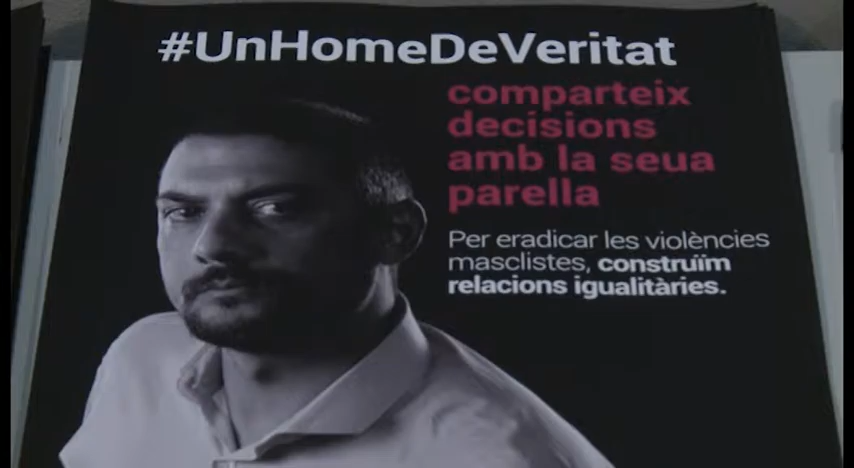 #UnHomeDeVeritat
comparteix
decisions
amb la seua
parella
Per eradicar les violències
masclistes, construïm
relacions igualitàries.